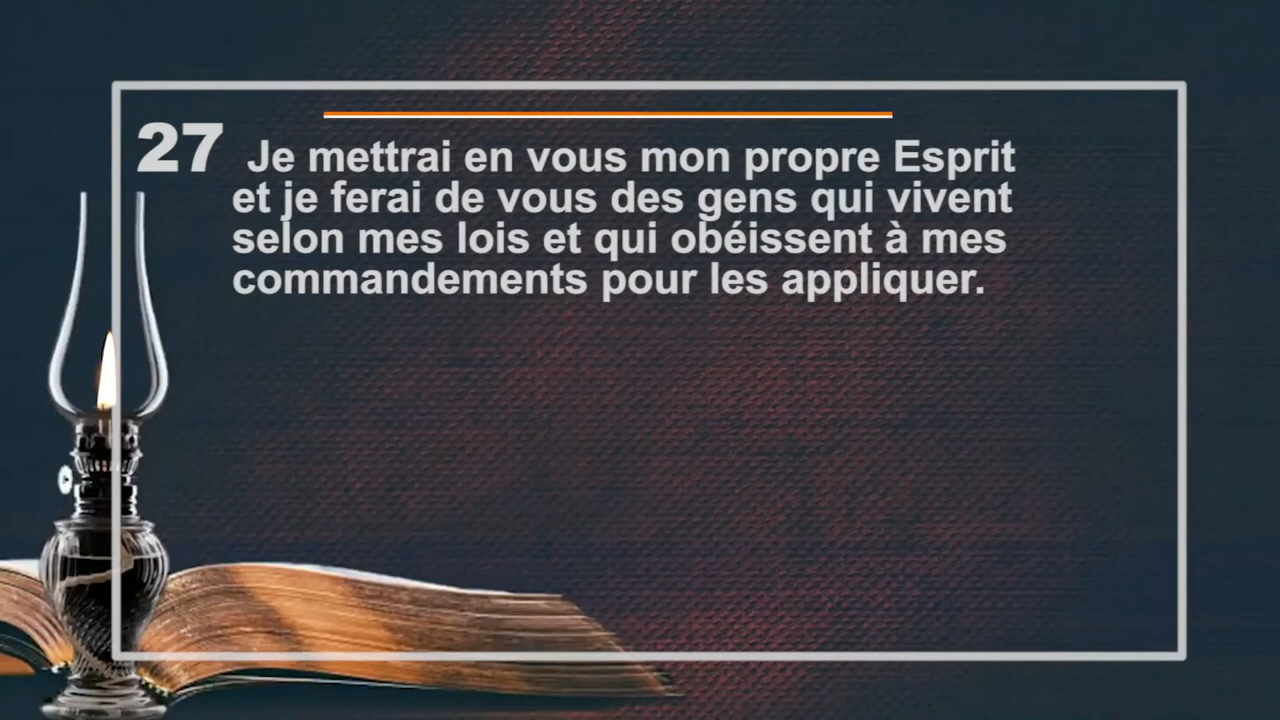 27 Je mettrai en vous mon propre Esprit
et je ferai de vous des gens qui vivent
selon mes lois et qui obéissent à mes
commandements pour les appliquer.